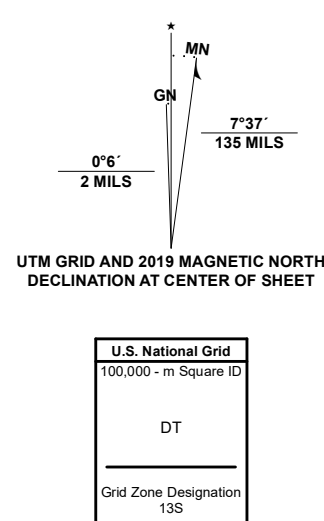 ★
MN
GN
7°37´
135 MILS
0°6´
2 MILS
UTM GRID AND 2019 MAGNETIC NORTH
DECLINATION AT CENTER OF SHEET
U.S. National Grid
100,000 - m Square ID
DT
Grid Zone Designation
13S